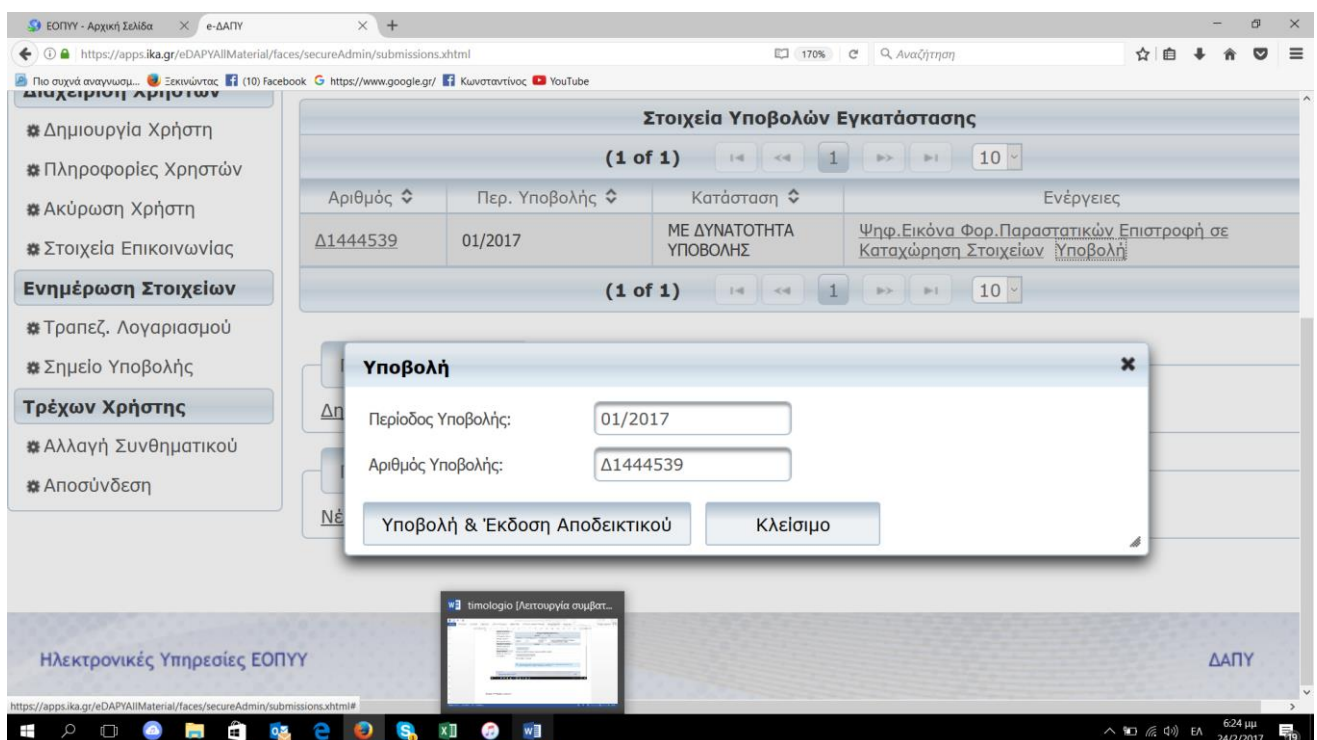 ΕΟΠΥΥ - Αρχική Σελίδα
e-ΔΑΠΥ
https://apps.ika.gr/eDAPYAllMaterial/faces/secureAdmin/submissions.xhtml
170%
Αναζήτηση
Πιο συχνά αναγνωσμ... Ξεκινώντας (10) Facebook https://www.google.gr/ Κωνσταντίνος YouTube
Διαχείριση Χρηστών
Δημιουργία Χρήστη
Πληροφορίες Χρηστών
Ακύρωση Χρήστη
Στοιχεία Επικοινωνίας
Ενημέρωση Στοιχείων
Τραπεζ. Λογαριασμού
Σημείο Υποβολής
Τρέχων Χρήστης
Αλλαγή Συνθηματικού
Αποσύνδεση
Στοιχεία Υποβολών Εγκατάστασης
(1 of 1) 1 10
Αριθμός Περ. Υποβολής Κατάσταση Ενέργειες
Δ1444539 01/2017 ΜΕ ΔΥΝΑΤΟΤΗΤΑ ΥΠΟΒΟΛΗΣ
Ψηφ.Εικόνα Φορ.Παραστατικών Επιστροφή σε
Καταχώρηση Στοιχείων Υποβολή
(1 of 1) 1 10
Δη
Νέ
Υποβολή
Περίοδος Υποβολής: 01/2017
Αριθμός Υποβολής: Δ1444539
Υποβολή & Έκδοση Αποδεικτικού Κλείσιμο
timologio [Λειτουργία συμβατ...
Ηλεκτρονικές Υπηρεσίες ΕΟΠΥΥ
ΔΑΠΥ
https://apps.ika.gr/eDAPYAllMaterial/faces/secureAdmin/submissions.xhtml#
ΕΛ
6:24 μμ
24/2/2017
19